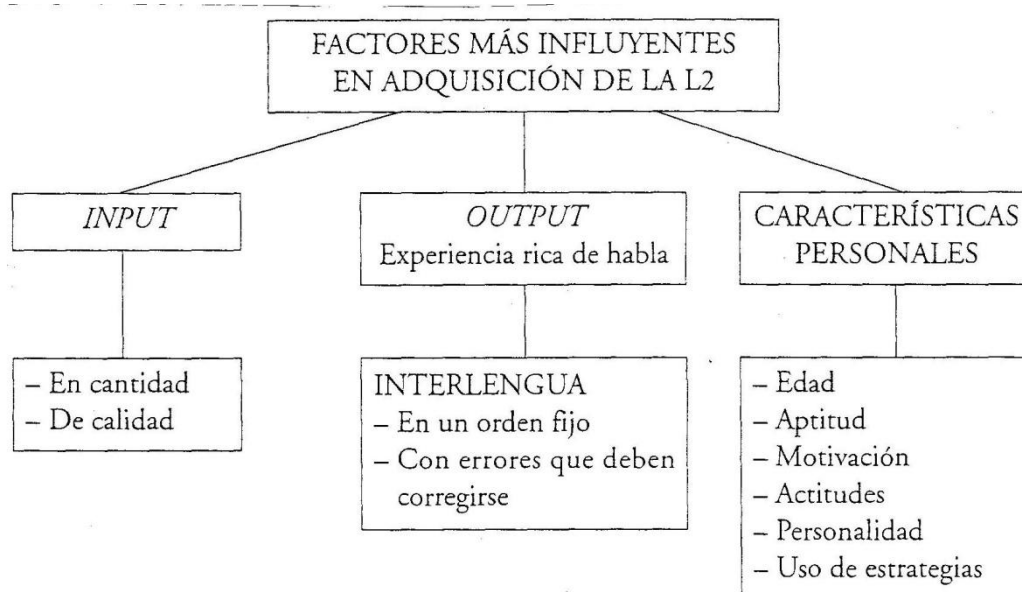 FACTORES MÁS INFLUYENTES
EN ADQUISICIÓN DE LA L2
INPUT
OUTPUT
Experiencia rica de habla
CARACTERÍSTICAS
PERSONALES
– En cantidad
– De calidad
INTERLENGUA
– En un orden fijo
– Con errores que deben
corregirse
– Edad
– Aptitud
– Motivación
– Actitudes
– Personalidad
– Uso de estrategias